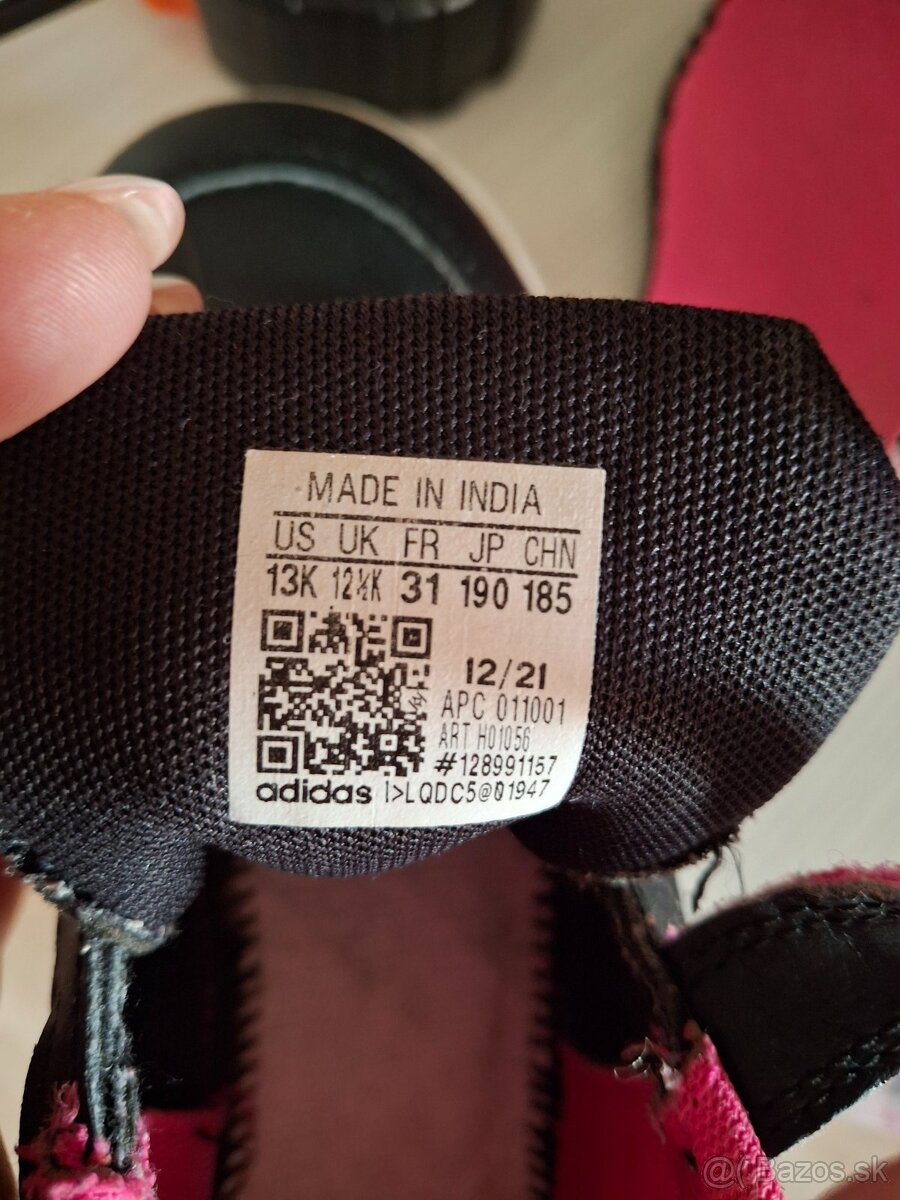 MADE IN INDIA
US UK FR JP CHN
13K 12½K 31 190 185
12/21
APC 011001
ART H01056
#128991157
adidas I>LQDC5@01947
@( Bazos.sk